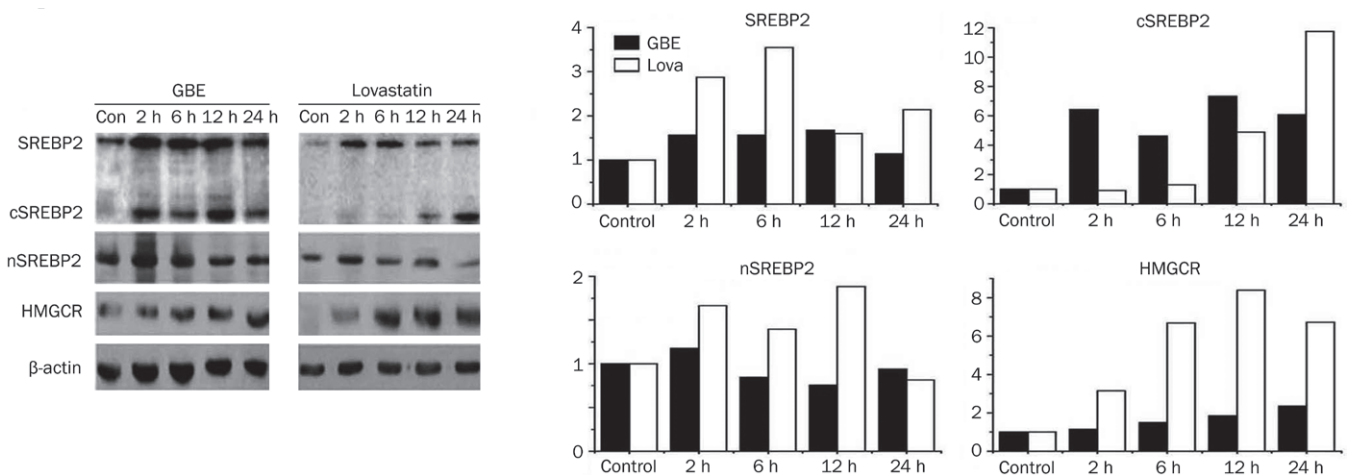 GBE
Lovastatin
Con 2 h 6 h 12 h 24 h
Con 2 h 6 h 12 h 24 h
SREBP2
cSREBP2
nSREBP2
HMGCR
β-actin
SREBP2
4
3
2
1
0
GBE
Lova
Control 2 h 6 h 12 h 24 h
cSREBP2
12
10
8
6
4
2
0
Control 2 h 6 h 12 h 24 h
nSREBP2
2
1
0
Control 2 h 6 h 12 h 24 h
HMGCR
8
6
4
2
0
Control 2 h 6 h 12 h 24 h